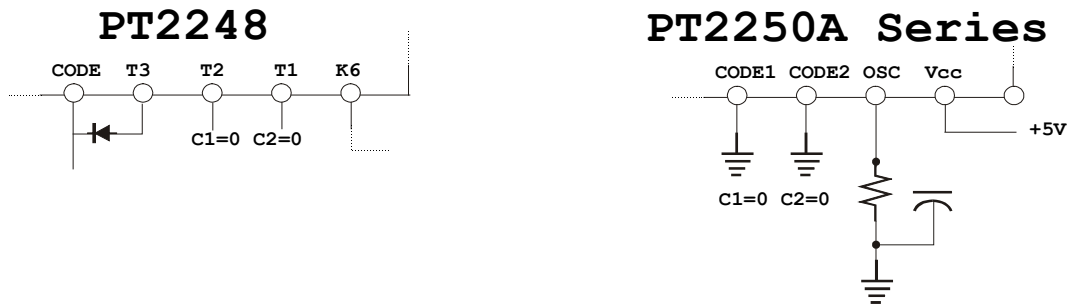 PT2248
CODE T3 T2 T1 K6
C1=0 C2=0
PT2250A Series
CODE1 CODE2 OSC Vcc
+5V
C1=0 C2=0